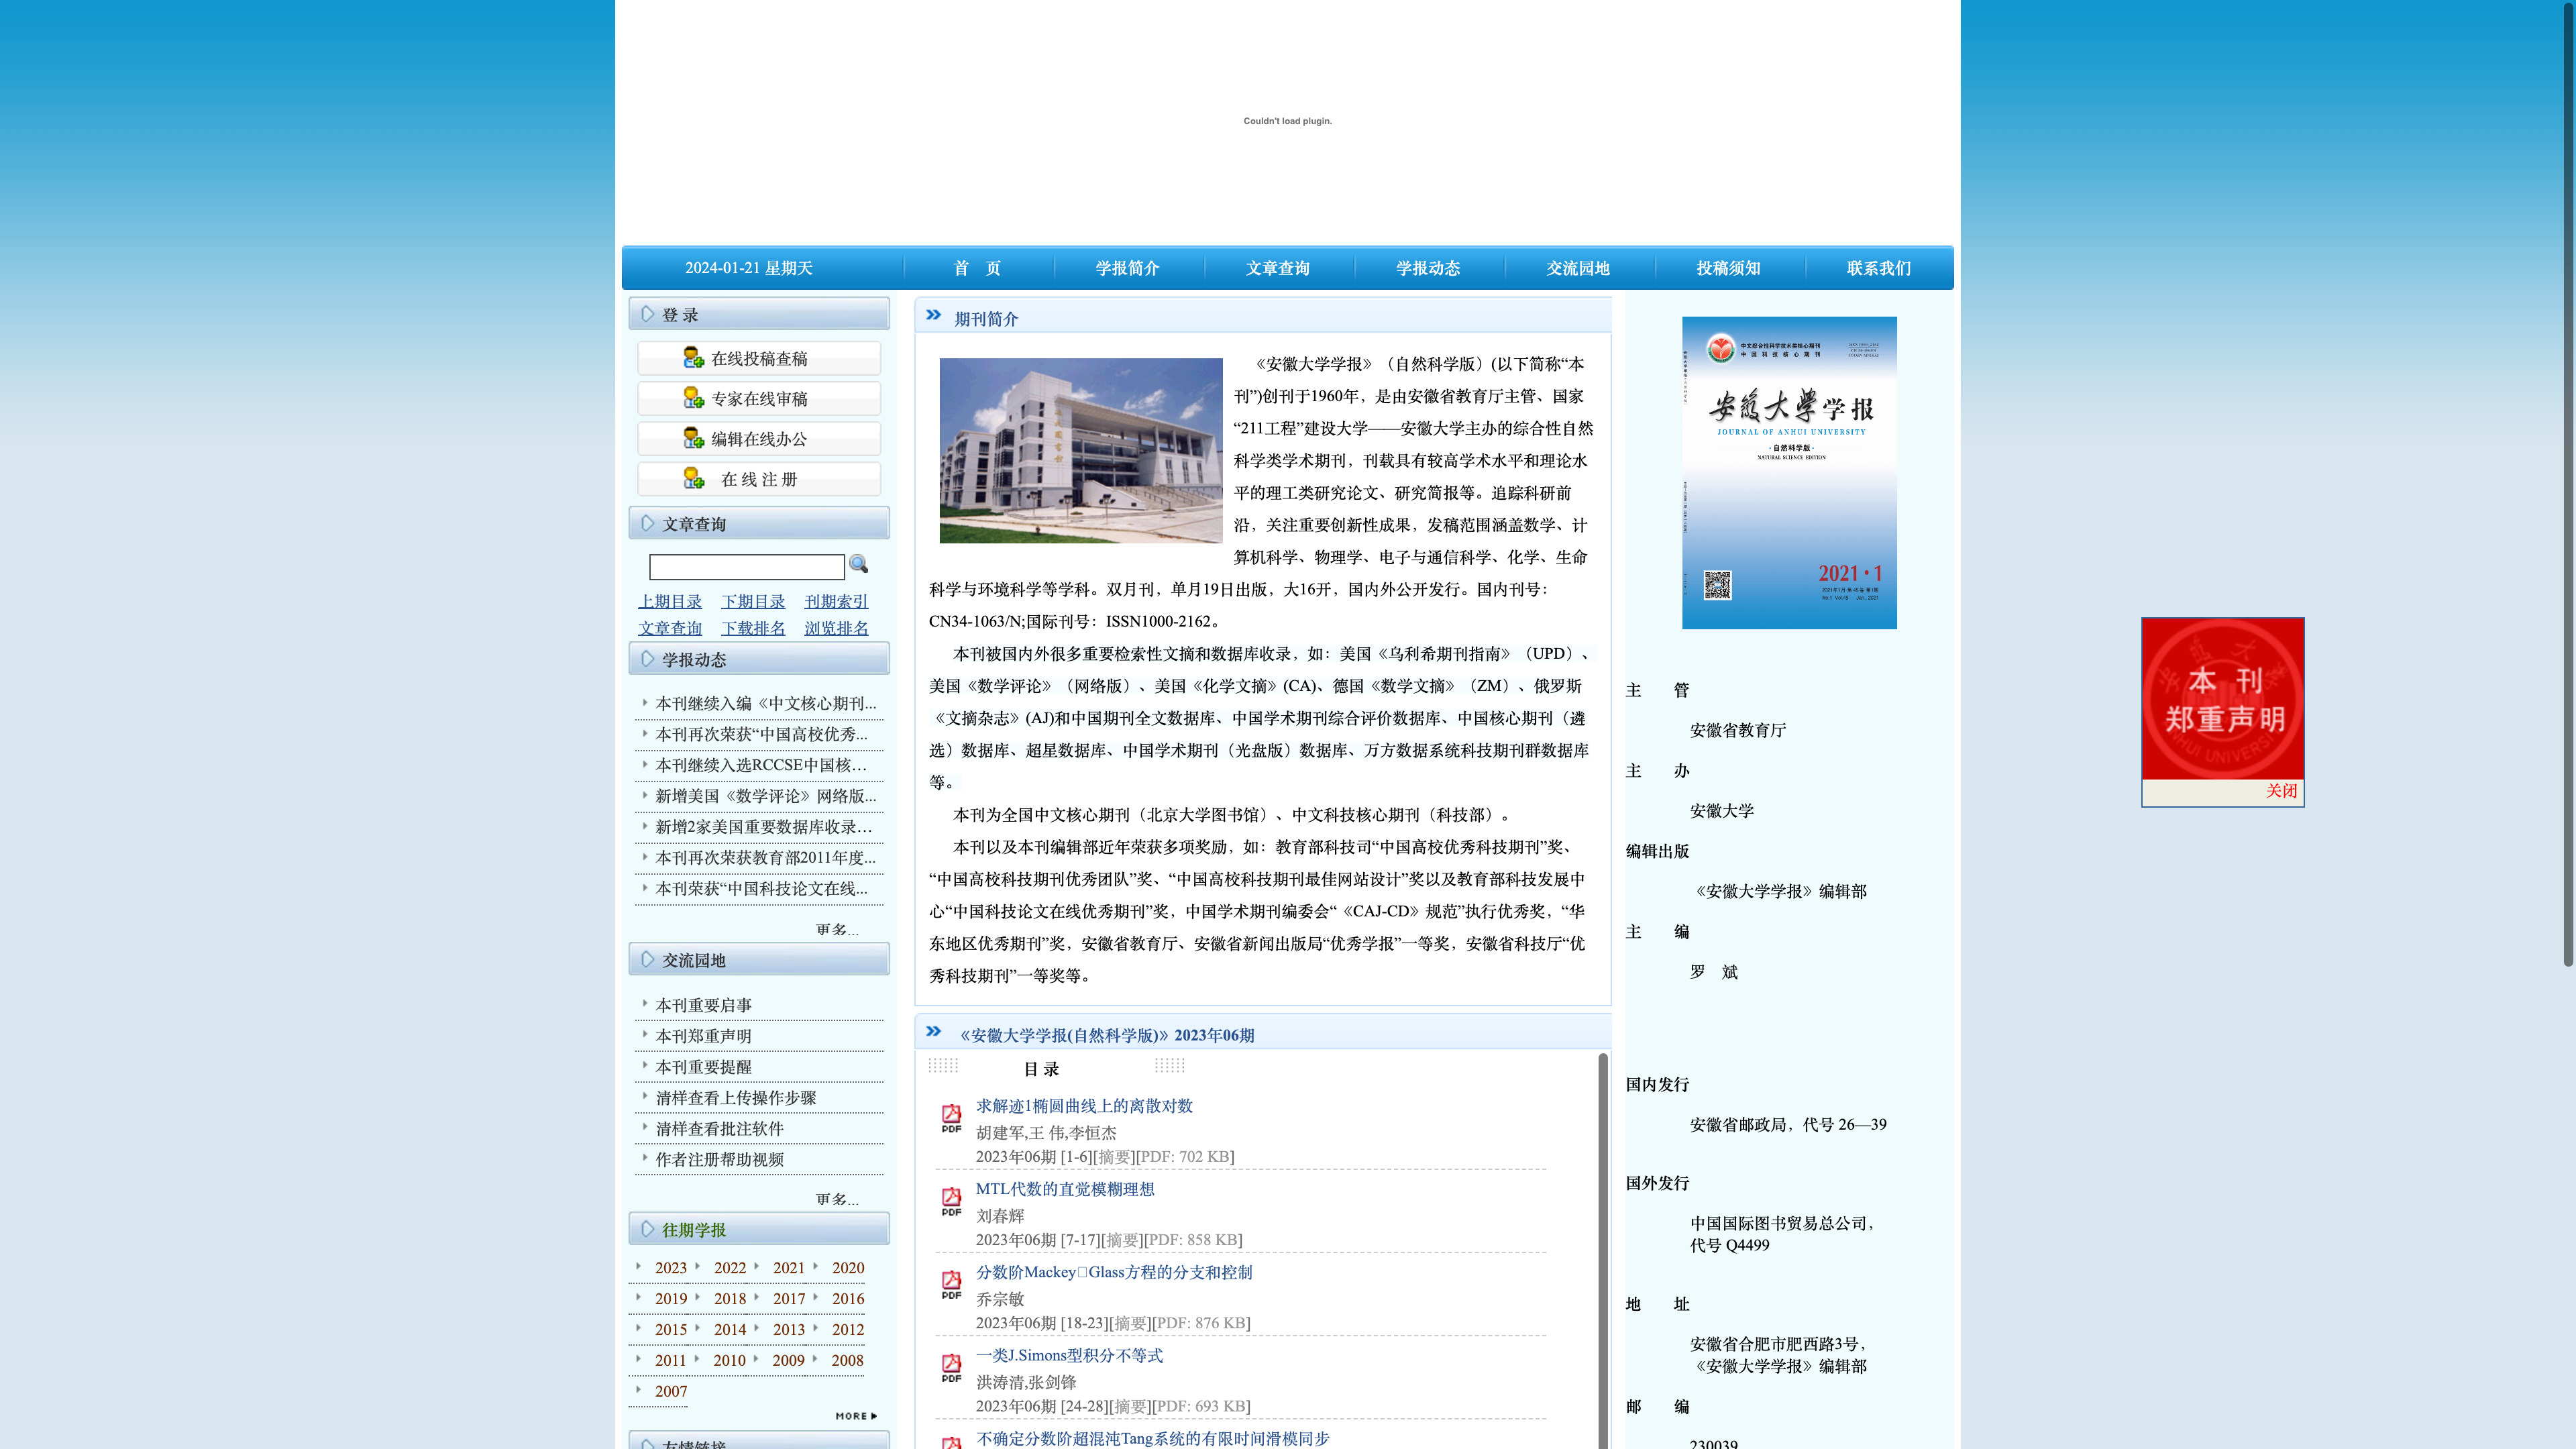 Couldn't load plugin.
2024-01-21 星期天
首 页
学报简介
文章查询
学报动态
交流园地
投稿须知
联系我们
登 录
在线投稿查稿
专家在线审稿
编辑在线办公
在 线 注 册
文章查询
上期目录 下期目录 刊期索引
文章查询 下载排名 浏览排名
学报动态
本刊继续入编《中文核心期刊...
本刊再次荣获“中国高校优秀...
本刊继续入选RCCSE中国核...
新增美国《数学评论》网络版...
新增2家美国重要数据库收录...
本刊再次荣获教育部2011年度...
本刊荣获“中国科技论文在线...
更多...
交流园地
本刊重要启事
本刊郑重声明
本刊重要提醒
清样查看上传操作步骤
清样查看批注软件
作者注册帮助视频
更多...
往期学报
2023 2022 2021 2020
2019 2018 2017 2016
2015 2014 2013 2012
2011 2010 2009 2008
2007
MORE
友情链接
期刊简介
《安徽大学学报》（自然科学版）(以下简称“本
刊”)创刊于1960年，是由安徽省教育厅主管、国家
“211工程”建设大学——安徽大学主办的综合性自然
科学类学术期刊，刊载具有较高学术水平和理论水
平的理工类研究论文、研究简报等。追踪科研前
沿，关注重要创新性成果，发稿范围涵盖数学、计
算机科学、物理学、电子与通信科学、化学、生命
科学与环境科学等学科。双月刊，单月19日出版，大16开，国内外公开发行。国内刊号：
CN34-1063/N;国际刊号：ISSN1000-2162。
本刊被国内外很多重要检索性文摘和数据库收录，如：美国《乌利希期刊指南》（UPD）、
美国《数学评论》（网络版）、美国《化学文摘》(CA)、德国《数学文摘》（ZM）、俄罗斯
《文摘杂志》(AJ)和中国期刊全文数据库、中国学术期刊综合评价数据库、中国核心期刊（遴
选）数据库、超星数据库、中国学术期刊（光盘版）数据库、万方数据系统科技期刊群数据库
等。
本刊为全国中文核心期刊（北京大学图书馆）、中文科技核心期刊（科技部）。
本刊以及本刊编辑部近年荣获多项奖励，如：教育部科技司“中国高校优秀科技期刊”奖、
“中国高校科技期刊优秀团队”奖、“中国高校科技期刊最佳网站设计”奖以及教育部科技发展中
心“中国科技论文在线优秀期刊”奖，中国学术期刊编委会“《CAJ-CD》规范”执行优秀奖，“华
东地区优秀期刊”奖，安徽省教育厅、安徽省新闻出版局“优秀学报”一等奖，安徽省科技厅“优
秀科技期刊”一等奖等。
《安徽大学学报(自然科学版)》2023年06期
目 录
求解迹1椭圆曲线上的离散对数
胡建军,王 伟,李恒杰
2023年06期 [1-6][摘要][PDF: 702 KB]
MTL代数的直觉模糊理想
刘春辉
2023年06期 [7-17][摘要][PDF: 858 KB]
分数阶Mackey□Glass方程的分支和控制
乔宗敏
2023年06期 [18-23][摘要][PDF: 876 KB]
一类J.Simons型积分不等式
洪涛清,张剑锋
2023年06期 [24-28][摘要][PDF: 693 KB]
不确定分数阶超混沌Tang系统的有限时间滑模同步
中文综合性科学技术类核心期刊
中国科技核心期刊
安徽大学学报
JOURNAL OF ANHUI UNIVERSITY
·自然科学版·
NATURAL SCIENCE EDITION
2021·1
主 管
安徽省教育厅
主 办
安徽大学
编辑出版
《安徽大学学报》编辑部
主 编
罗 斌
国内发行
安徽省邮政局，代号 26—39
国外发行
中国国际图书贸易总公司，
代号 Q4499
地 址
安徽省合肥市肥西路3号，
《安徽大学学报》编辑部
邮 编
230039
本 刊
郑重声明
关闭